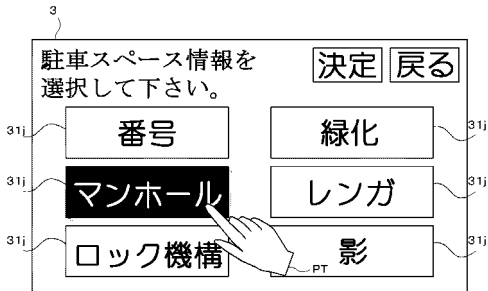 3
31j
駐車スペース情報を 決定 戻る
選択して下さい。
31j 番号 緑化 31j
31j マンホール レンガ 31j
31j ロック機構 影 31j
PT